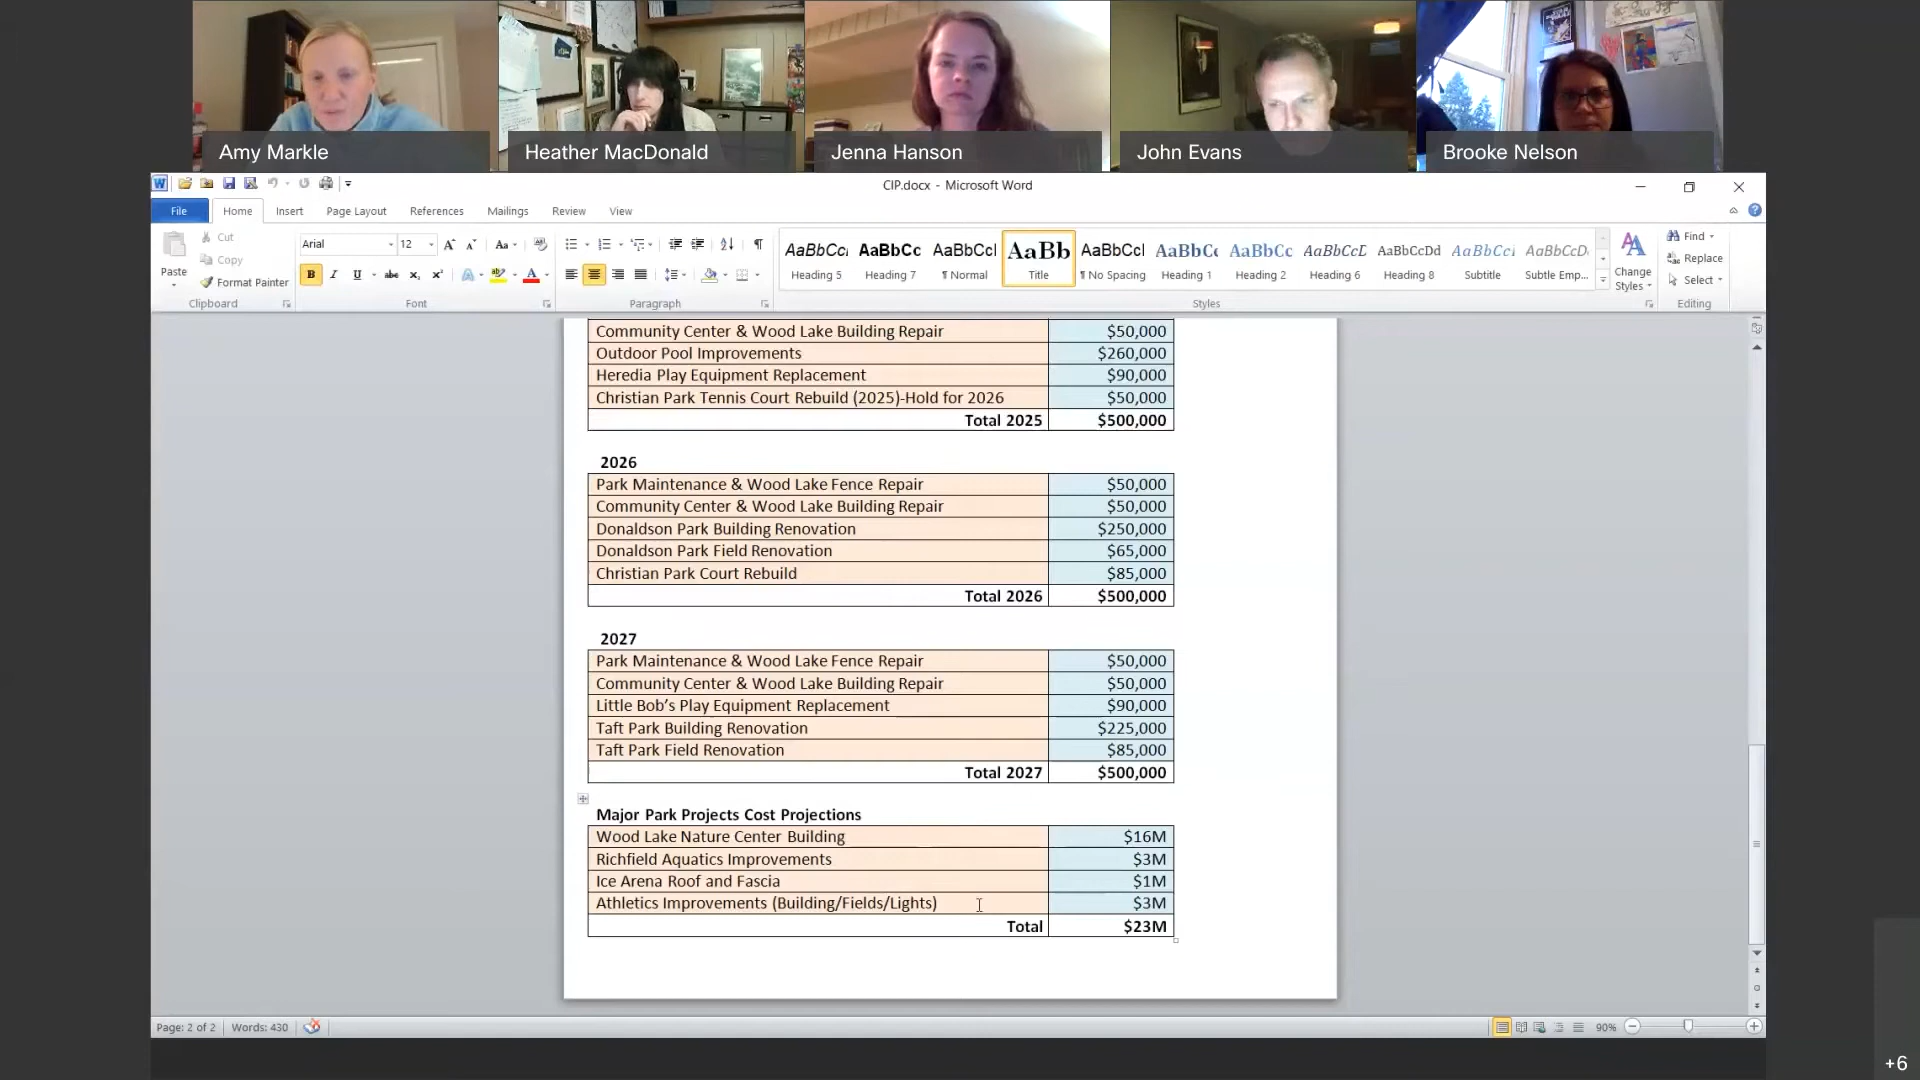 Amy Markle
Heather MacDonald
Jenna Hanson
John Evans
Brooke Nelson
CIP.docx - Microsoft Word
File Home Insert Page Layout References Mailings Review View
Paste
Cut
Copy
Format Painter
Clipboard
Arial 12
Font
Paragraph
AaBbCcI AaBbCc AaBbCcI AaBb AaBbCcI AaBbCc AaBbCc AaBbCcD AaBbCcDd AaBbCcI AaBbCcD
Heading 5 Heading 7 ¶ Normal Title ¶ No Spacing Heading 1 Heading 2 Heading 6 Heading 8 Subtitle Subtle Emp...
Styles
Change Styles
Find
Replace
Select
Editing
Community Center & Wood Lake Building Repair $50,000
Outdoor Pool Improvements $260,000
Heredia Play Equipment Replacement $90,000
Christian Park Tennis Court Rebuild (2025)-Hold for 2026 $50,000
Total 2025 $500,000
2026
Park Maintenance & Wood Lake Fence Repair $50,000
Community Center & Wood Lake Building Repair $50,000
Donaldson Park Building Renovation $250,000
Donaldson Park Field Renovation $65,000
Christian Park Court Rebuild $85,000
Total 2026 $500,000
2027
Park Maintenance & Wood Lake Fence Repair $50,000
Community Center & Wood Lake Building Repair $50,000
Little Bob’s Play Equipment Replacement $90,000
Taft Park Building Renovation $225,000
Taft Park Field Renovation $85,000
Total 2027 $500,000
Major Park Projects Cost Projections
Wood Lake Nature Center Building $16M
Richfield Aquatics Improvements $3M
Ice Arena Roof and Fascia $1M
Athletics Improvements (Building/Fields/Lights) $3M
Total $23M
Page: 2 of 2 Words: 430 90%
+6